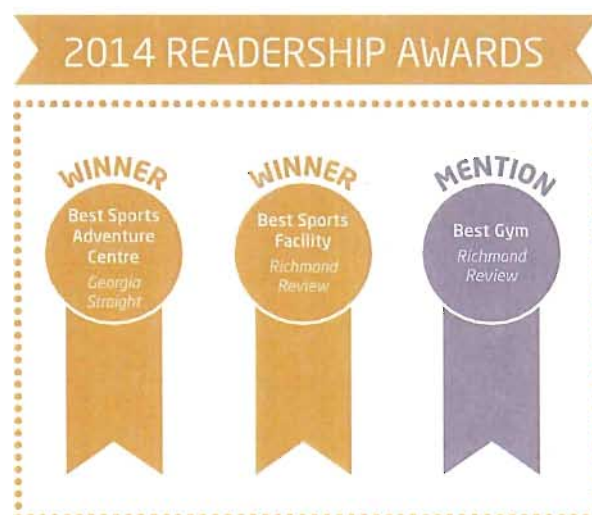 2014 READERSHIP AWARDS
WINNER
Best Sports
Adventure
Centre
Georgia
Straight
WINNER
Best Sports
Facility
Richmond
Review
MENTION
Best Gym
Richmond
Review